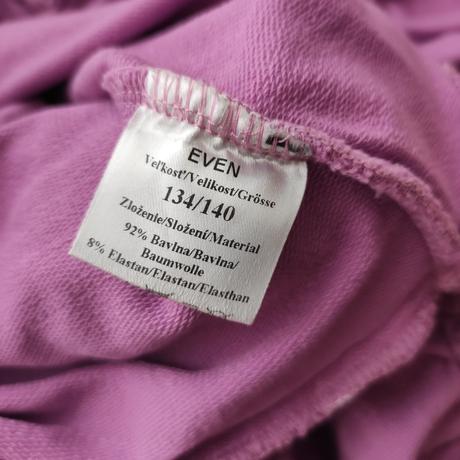 EVEN
Veľkosť/Velikost/Grösse
134/140
Zloženie/Složení/Material
92% Bavlna/Bavlna/
Baumwolle
8% Elastan/Elastan/Elasthan